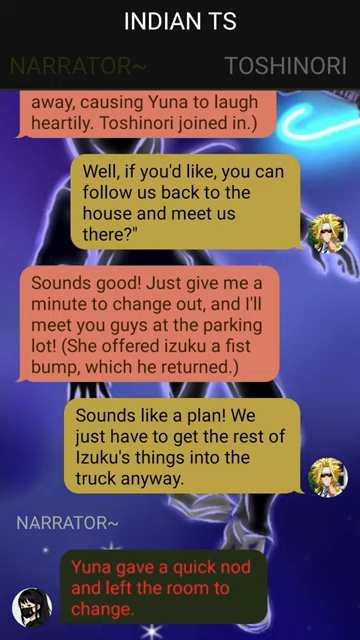 INDIAN TS
NARRATOR~ TOSHINORI
away, causing Yuna to laugh
heartily. Toshinori joined in.)
Well, if you'd like, you can
follow us back to the
house and meet us
there?"
Sounds good! Just give me a
minute to change out, and I'll
meet you guys at the parking
lot! (She offered izuku a fist
bump, which he returned.)
Sounds like a plan! We
just have to get the rest of
Izuku's things into the
truck anyway.
NARRATOR~
Yuna gave a quick nod
and left the room to
change.